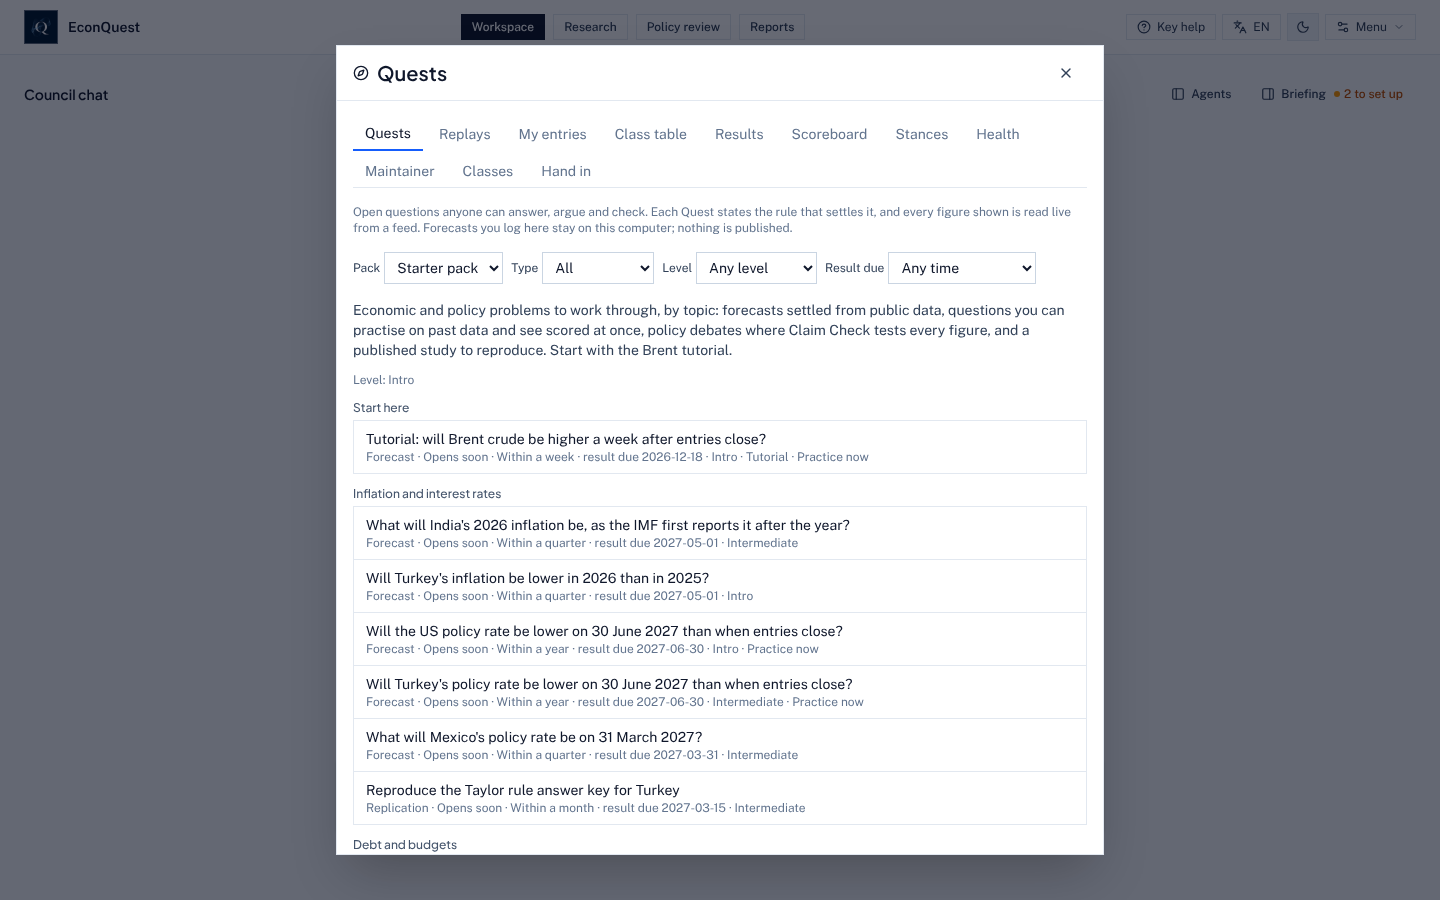 EconQuest
Workspace
Research
Policy review
Reports
Key help
EN
Menu
Council chat
Agents
Briefing
2 to set up
Quests
Quests
Replays
My entries
Class table
Results
Scoreboard
Stances
Health
Maintainer
Classes
Hand in
Open questions anyone can answer, argue and check. Each Quest states the rule that settles it, and every figure shown is read live
from a feed. Forecasts you log here stay on this computer; nothing is published.
Pack Starter pack Type All Level Any level Result due Any time
Economic and policy problems to work through, by topic: forecasts settled from public data, questions you can
practise on past data and see scored at once, policy debates where Claim Check tests every figure, and a
published study to reproduce. Start with the Brent tutorial.
Level: Intro
Start here
Tutorial: will Brent crude be higher a week after entries close?
Forecast · Opens soon · Within a week · result due 2026-12-18 · Intro · Tutorial · Practice now
Inflation and interest rates
What will India's 2026 inflation be, as the IMF first reports it after the year?
Forecast · Opens soon · Within a quarter · result due 2027-05-01 · Intermediate
Will Turkey's inflation be lower in 2026 than in 2025?
Forecast · Opens soon · Within a quarter · result due 2027-05-01 · Intro
Will the US policy rate be lower on 30 June 2027 than when entries close?
Forecast · Opens soon · Within a year · result due 2027-06-30 · Intro · Practice now
Will Turkey's policy rate be lower on 30 June 2027 than when entries close?
Forecast · Opens soon · Within a year · result due 2027-06-30 · Intermediate · Practice now
What will Mexico's policy rate be on 31 March 2027?
Forecast · Opens soon · Within a quarter · result due 2027-03-31 · Intermediate
Reproduce the Taylor rule answer key for Turkey
Replication · Opens soon · Within a month · result due 2027-03-15 · Intermediate
Debt and budgets